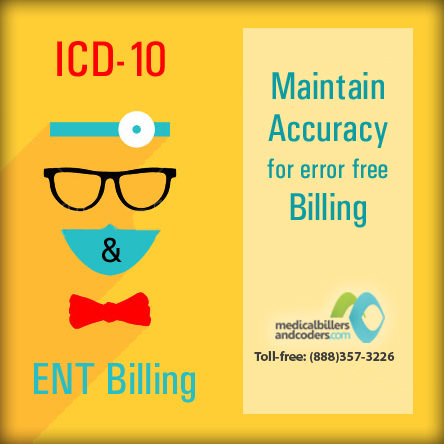 ICD-10
&
ENT Billing
Maintain
Accuracy
for error free
Billing
medicalbillers
andcoders.com
Toll-free: (888)357-3226